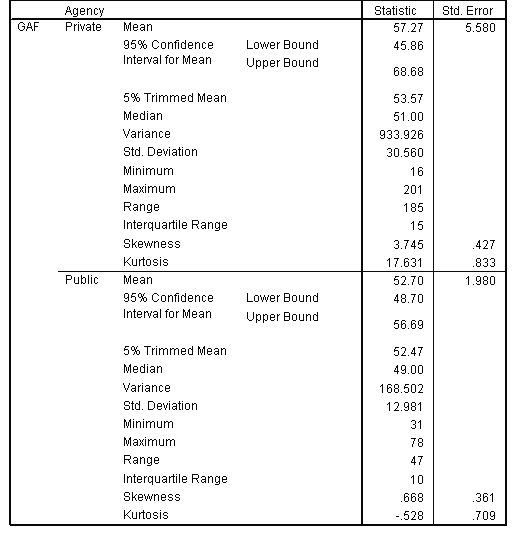 Agency Statistic Std. Error
GAF Private Mean 57.27 5.580
95% Confidence Lower Bound 45.86
Interval for Mean Upper Bound 68.68
5% Trimmed Mean 53.57
Median 51.00
Variance 933.926
Std. Deviation 30.560
Minimum 16
Maximum 201
Range 185
Interquartile Range 15
Skewness 3.745 .427
Kurtosis 17.631 .833
Public Mean 52.70 1.980
95% Confidence Lower Bound 48.70
Interval for Mean Upper Bound 56.69
5% Trimmed Mean 52.47
Median 49.00
Variance 168.502
Std. Deviation 12.981
Minimum 31
Maximum 78
Range 47
Interquartile Range 10
Skewness .668 .361
Kurtosis -.528 .709